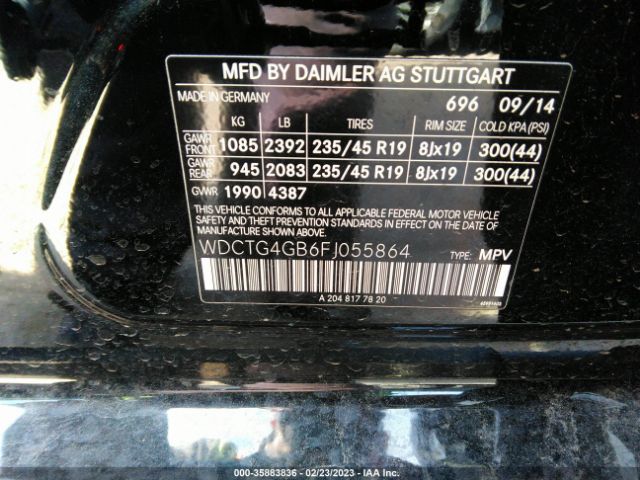 MFD BY DAIMLER AG STUTTGART
MADE IN GERMANY 696 09/14
KG LB TIRES RIM SIZE COLD KPA(PSI)
GAWR FRONT 1085 2392 235/45 R19 8Jx19 300(44)
GAWR REAR 945 2083 235/45 R19 8Jx19 300(44)
GVWR 1990 4387
THIS VEHICLE CONFORMS TO ALL APPLICABLE FEDERAL MOTOR VEHICLE
SAFETY AND THEFT PREVENTION STANDARDS IN EFFECT ON THE DATE
OF MANUFACTURE SHOWN ABOVE.
WDCTG4GB6FJ055864 TYPE: MPV
A 204 817 78 20
000-35883836 - 02/23/2023 - IAA Inc.